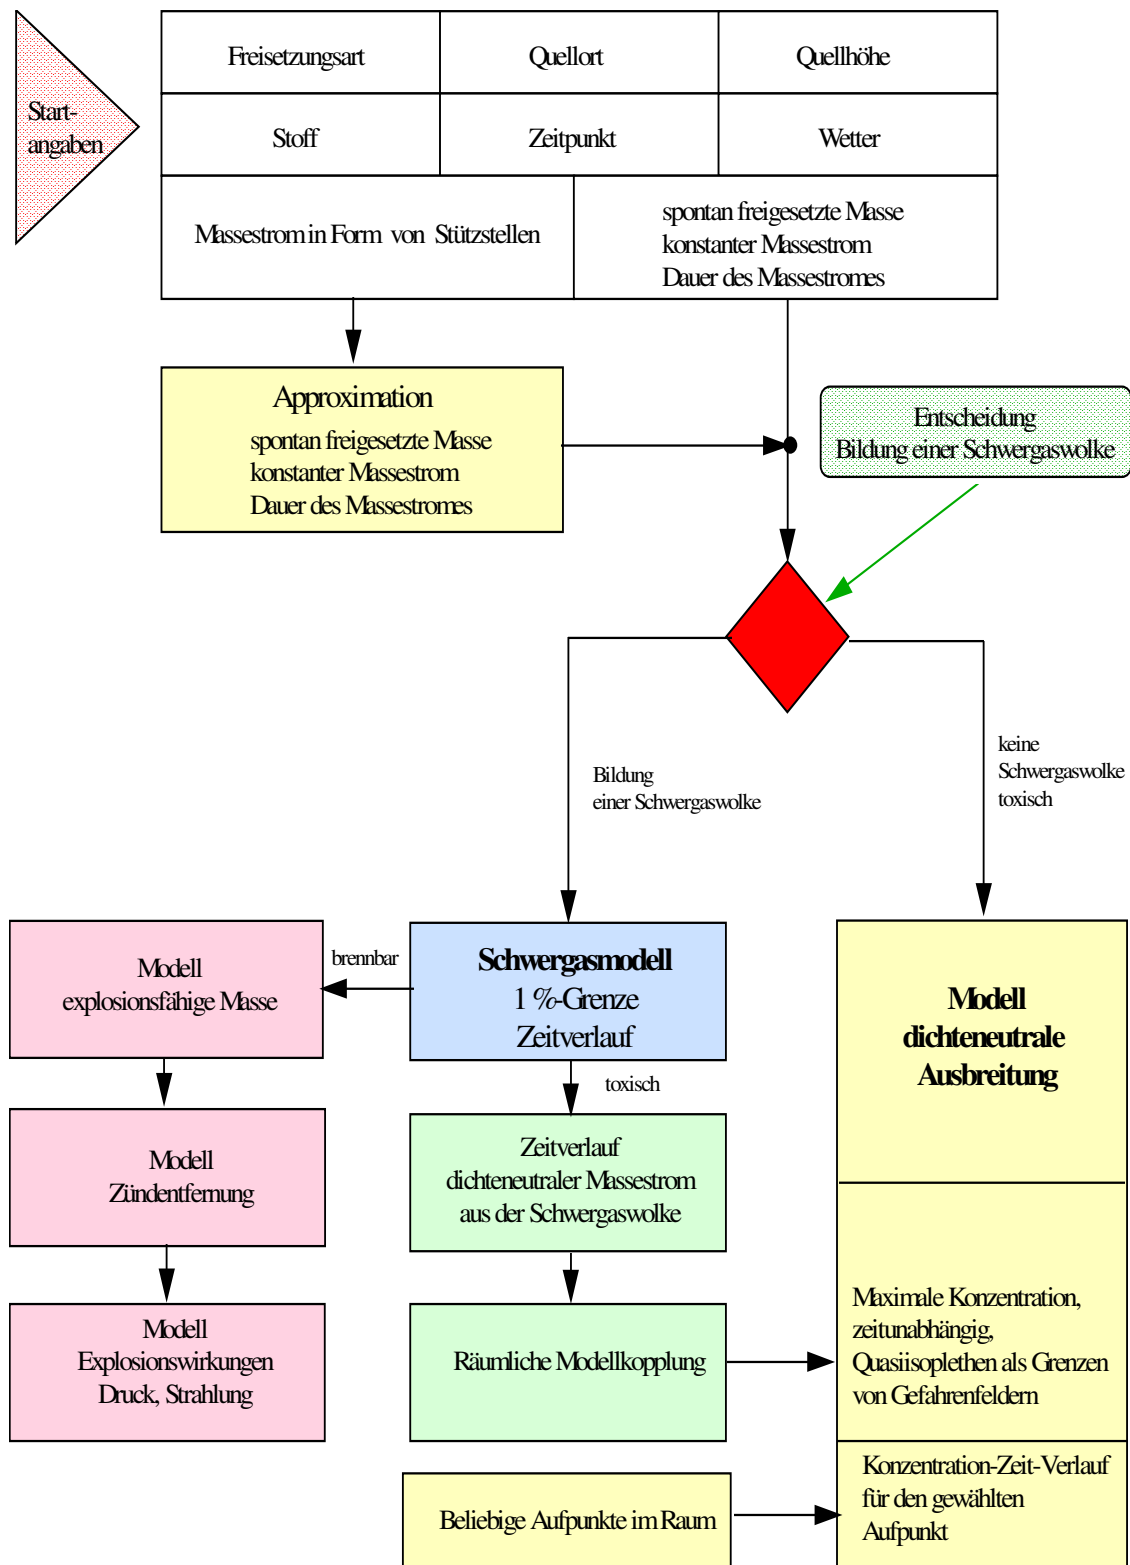 Start-
angaben
Freisetzungsart
Quellort
Quellhöhe
Stoff
Zeitpunkt
Wetter
Massestrom in Form von Stützstellen
spontan freigesetzte Masse
konstanter Massestrom
Dauer des Massestromes
Approximation
spontan freigesetzte Masse
konstanter Massestrom
Dauer des Massestromes
Entscheidung
Bildung einer Schwergaswolke
Bildung
einer Schwergaswolke
keine
Schwergaswolke
toxisch
Modell
explosionsfähige Masse
brennbar
Schwergasmodell
1 %-Grenze
Zeitverlauf
Modell
dichteneutrale
Ausbreitung
toxisch
Modell
Zündentfernung
Zeitverlauf
dichteneutraler Massestrom
aus der Schwergaswolke
Modell
Explosionswirkungen
Druck, Strahlung
Räumliche Modellkopplung
Maximale Konzentration,
zeitunabhängig,
Quasiisoplethen als Grenzen
von Gefahrenfeldern
Beliebige Aufpunkte im Raum
Konzentration-Zeit-Verlauf
für den gewählten
Aufpunkt